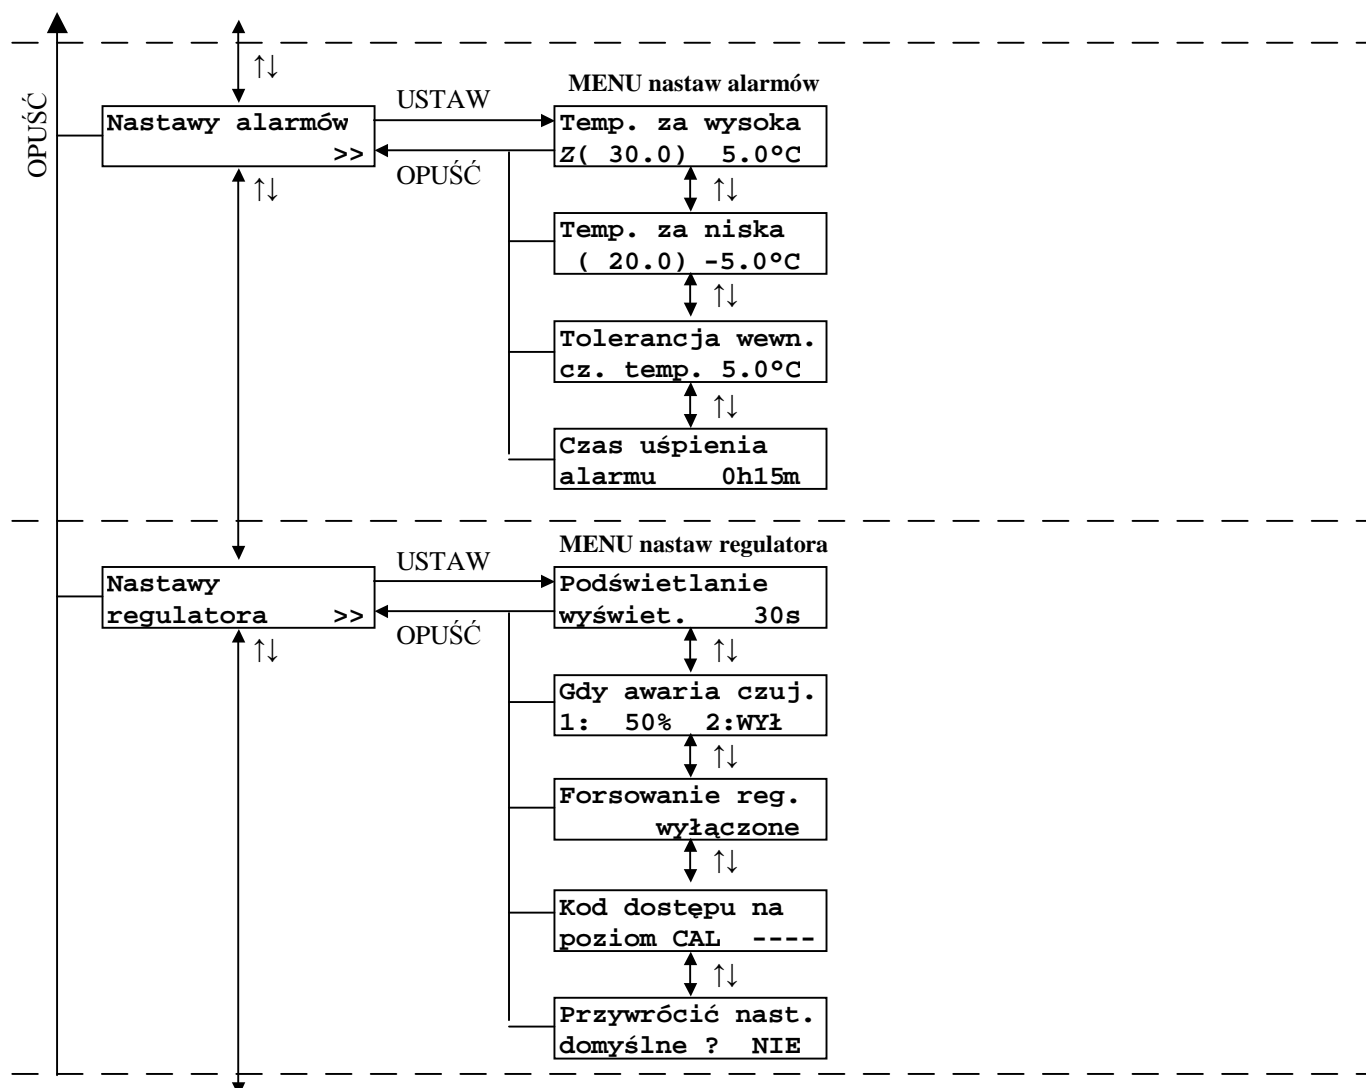 OPUŚĆ
↑↓
Nastawy alarmów
>>
USTAW
OPUŚĆ
↑↓
MENU nastaw alarmów
Temp. za wysoka
Z( 30.0) 5.0°C
↑↓
Temp. za niska
( 20.0) -5.0°C
↑↓
Tolerancja wewn.
cz. temp. 5.0°C
↑↓
Czas uśpienia
alarmu 0h15m
Nastawy
regulatora >>
USTAW
OPUŚĆ
↑↓
MENU nastaw regulatora
Podświetlanie
wyświet. 30s
↑↓
Gdy awaria czuj.
1: 50% 2:WYŁ
↑↓
Forsowanie reg.
wyłączone
↑↓
Kod dostępu na
poziom CAL ----
↑↓
Przywrócić nast.
domyślne ? NIE